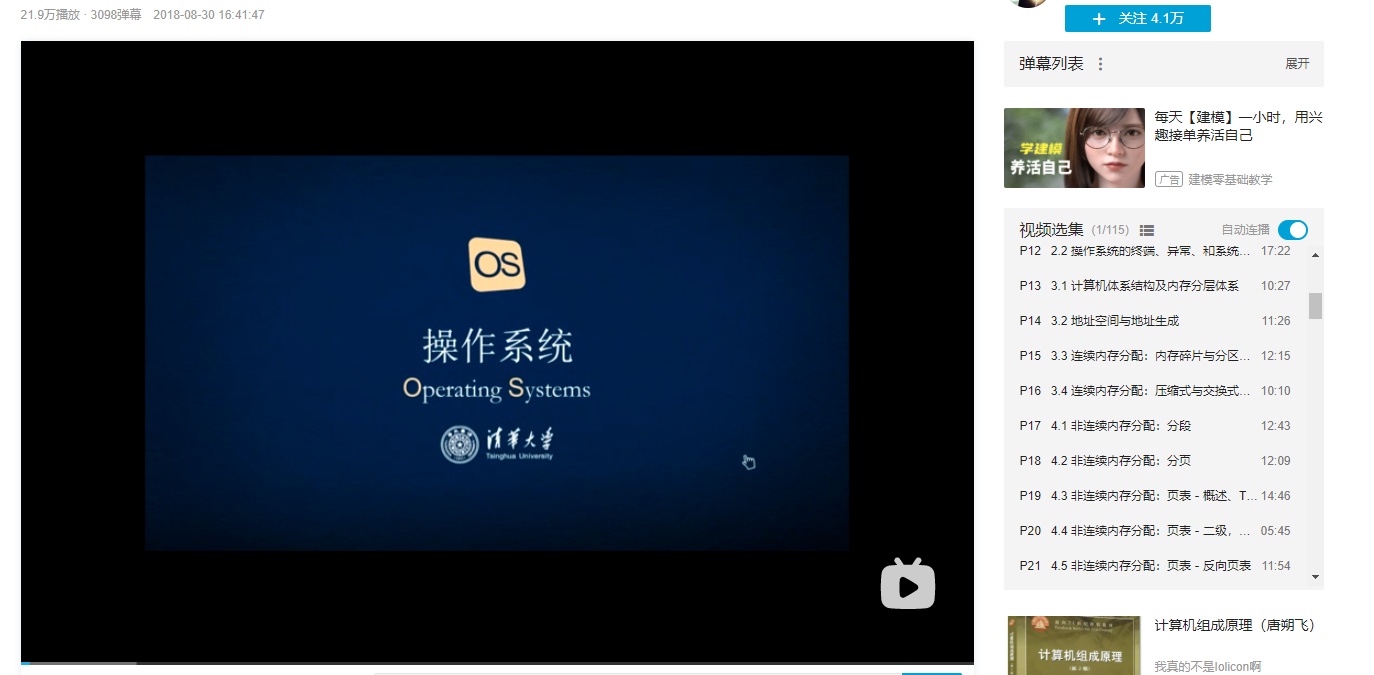 21.9万播放 · 3098弹幕 2018-08-30 16:41:47
+ 关注 4.1万
OS
操作系统
Operating Systems
清华大学
Tsinghua University
弹幕列表
展开
学建模
养活自己
每天【建模】一小时，用兴
趣接单养活自己
广告 建模零基础教学
视频选集 (1/115) 自动连播
P12 2.2 操作系统的终端、异常、和系统... 17:22
P13 3.1 计算机体系结构及内存分层体系 10:27
P14 3.2 地址空间与地址生成 11:26
P15 3.3 连续内存分配：内存碎片与分区... 12:15
P16 3.4 连续内存分配：压缩式与交换式... 10:10
P17 4.1 非连续内存分配：分段 12:43
P18 4.2 非连续内存分配：分页 12:09
P19 4.3 非连续内存分配：页表 - 概述、T... 14:46
P20 4.4 非连续内存分配：页表 - 二级，... 05:45
P21 4.5 非连续内存分配：页表 - 反向页表 11:54
计算机组成原理
计算机组成原理（唐朔飞）
我真的不是lolicon啊